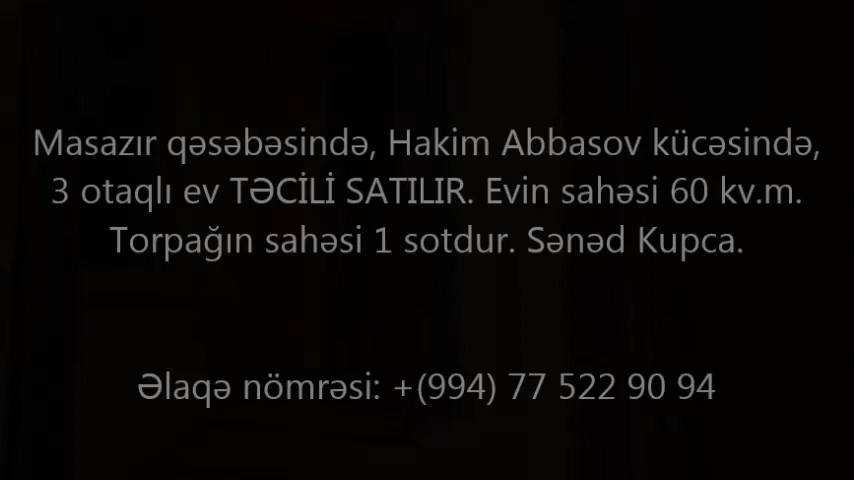 Masazır qəsəbəsində, Hakim Abbasov kücəsində,
3 otaqlı ev TƏCİLİ SATILIR. Evin sahəsi 60 kv.m.
Torpağın sahəsi 1 sotdur. Sənəd Kupca.
Əlaqə nömrəsi: +(994) 77 522 90 94